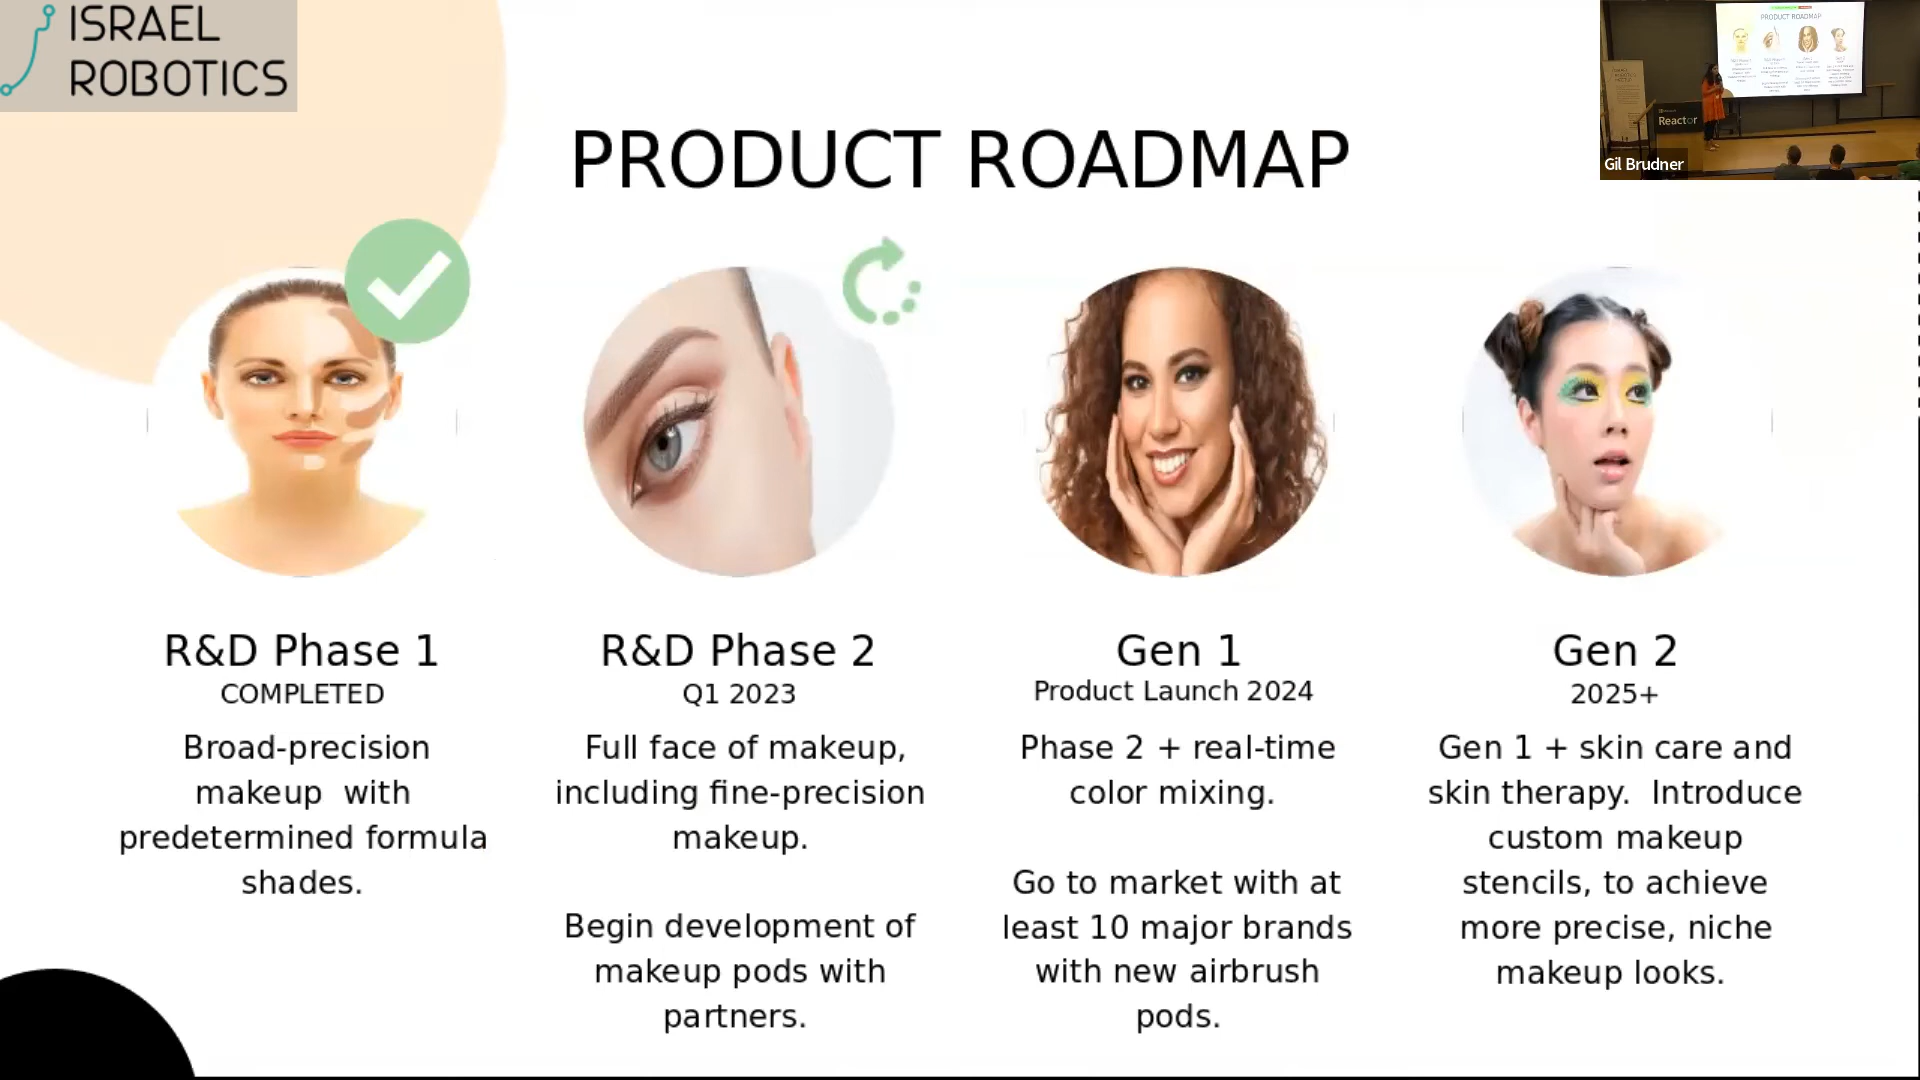 ISRAEL
ROBOTICS
PRODUCT ROADMAP
PRODUCT ROADMAP
Reactor
Gil Brudner
R&D Phase 1
COMPLETED
Broad-precision
makeup with
predetermined formula
shades.
R&D Phase 2
Q1 2023
Full face of makeup,
including fine-precision
makeup.
Begin development of
makeup pods with
partners.
Gen 1
Product Launch 2024
Phase 2 + real-time
color mixing.
Go to market with at
least 10 major brands
with new airbrush
pods.
Gen 2
2025+
Gen 1 + skin care and
skin therapy. Introduce
custom makeup
stencils, to achieve
more precise, niche
makeup looks.